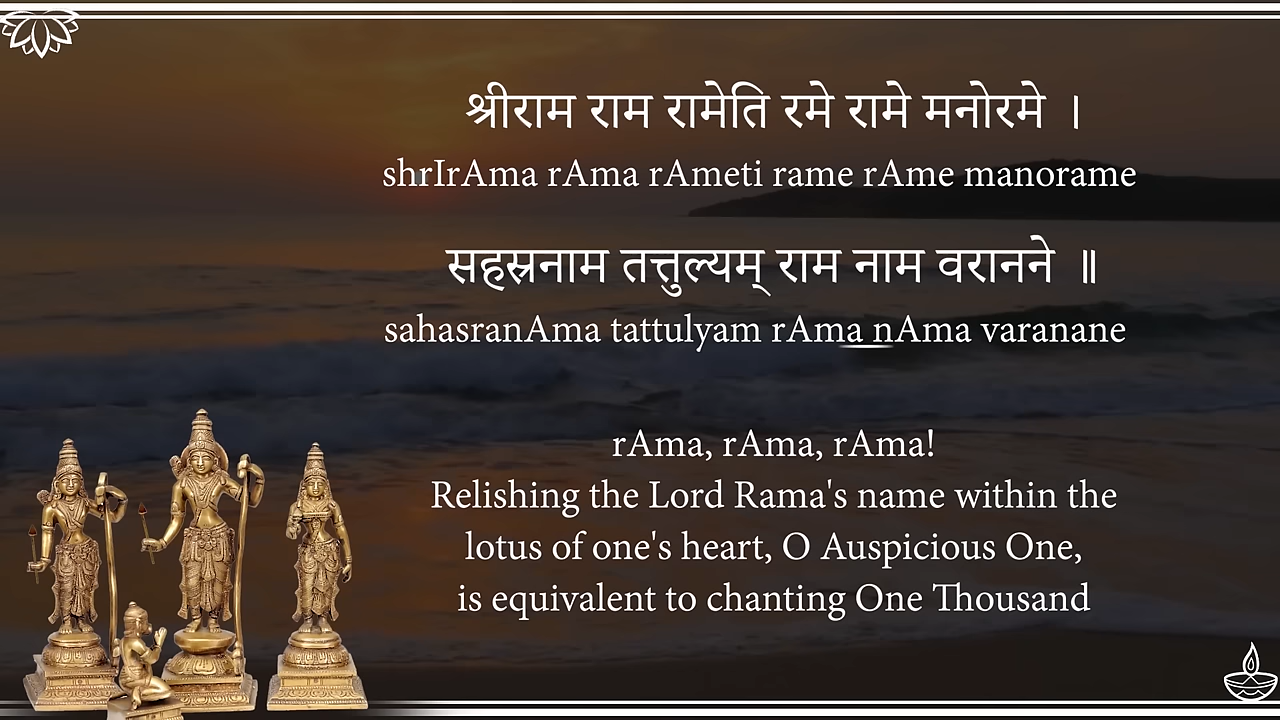 श्रीराम राम रामेति रमे रामे मनोरमे ।
shrIrAma rAma rAmeti rame rAme manorame
सहस्रनाम तत्तुल्यम् राम नाम वरानने ॥
sahasranAma tattulyam rAma nAma varanane
rAma, rAma, rAma!
Relishing the Lord Rama's name within the
lotus of one's heart, O Auspicious One,
is equivalent to chanting One Thousand